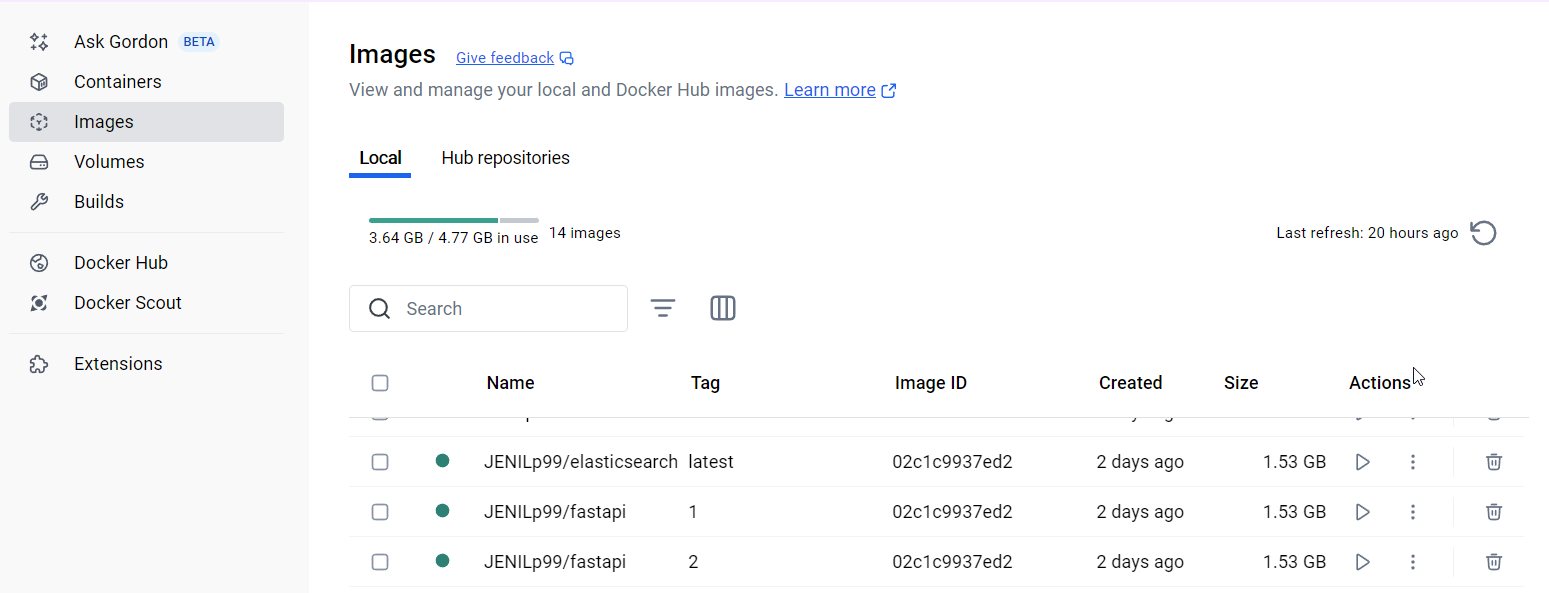 Ask Gordon BETA
Containers
Images
Volumes
Builds
Docker Hub
Docker Scout
Extensions
Images Give feedback
View and manage your local and Docker Hub images. Learn more
Local Hub repositories
3.64 GB / 4.77 GB in use 14 images
Last refresh: 20 hours ago
Search
Name Tag Image ID Created Size Actions
JENILp99/elasticsearch latest 02c1c9937ed2 2 days ago 1.53 GB
JENILp99/fastapi 1 02c1c9937ed2 2 days ago 1.53 GB
JENILp99/fastapi 2 02c1c9937ed2 2 days ago 1.53 GB